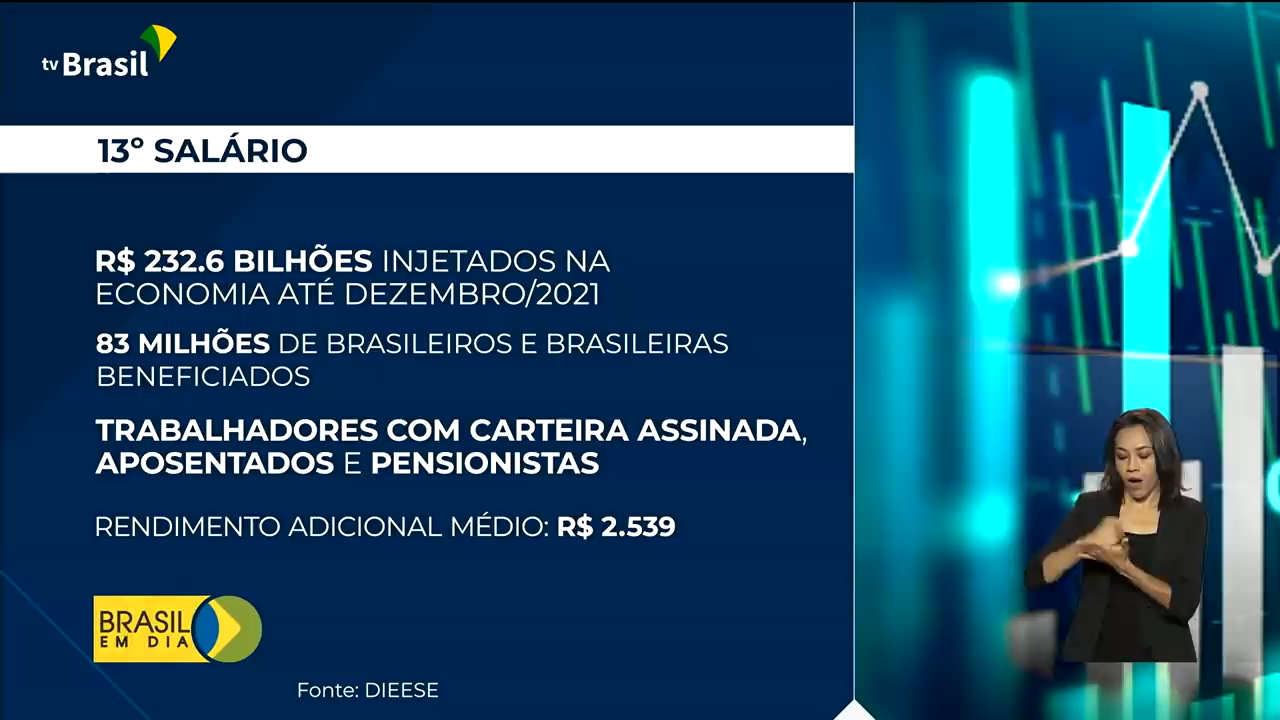 tv Brasil
13º SALÁRIO
R$ 232.6 BILHÕES INJETADOS NA
ECONOMIA ATÉ DEZEMBRO/2021
83 MILHÕES DE BRASILEIROS E BRASILEIRAS
BENEFICIADOS
TRABALHADORES COM CARTEIRA ASSINADA,
APOSENTADOS E PENSIONISTAS
RENDIMENTO ADICIONAL MÉDIO: R$ 2.539
BRASIL
EM DIA
Fonte: DIEESE